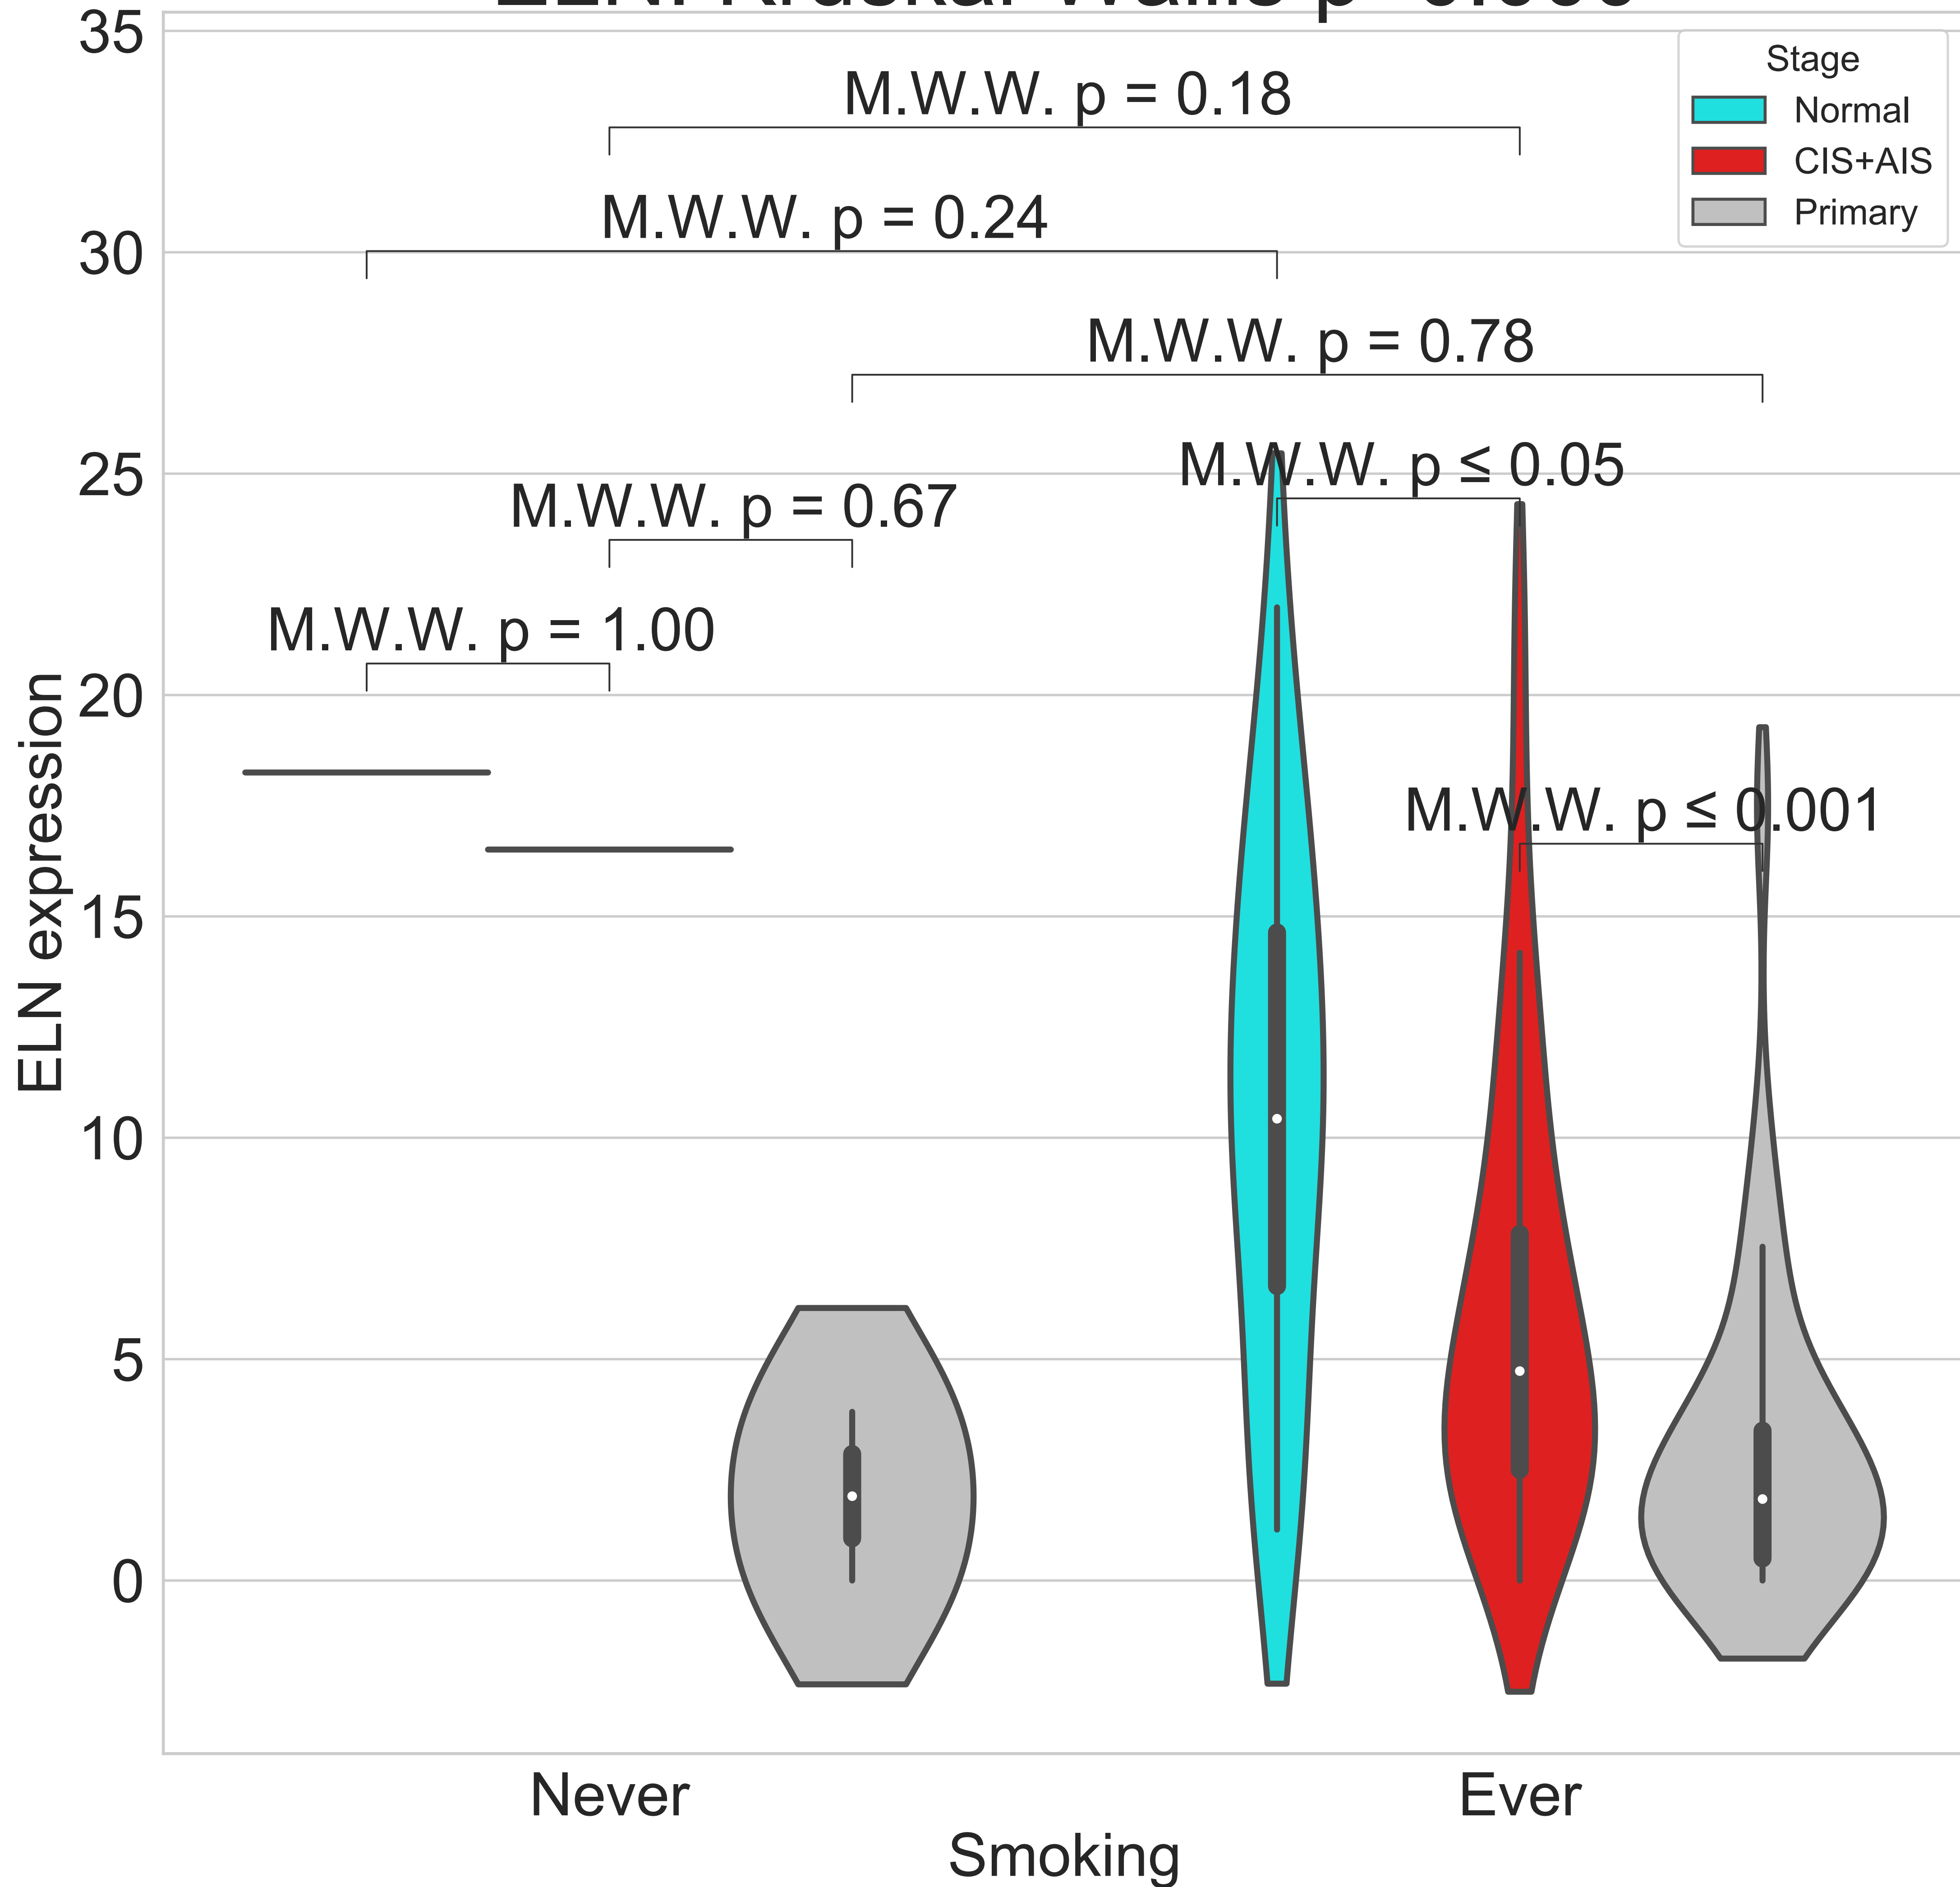 35
30
25
20
15
10
5
0
ELN expression
M.W.W. p = 0.18
M.W.W. p = 0.24
M.W.W. p = 0.78
M.W.W. p ≤ 0.05
M.W.W. p = 0.67
M.W.W. p = 1.00
M.W.W. p ≤ 0.001
Stage
Normal
CIS+AIS
Primary
Never
Ever
Smoking